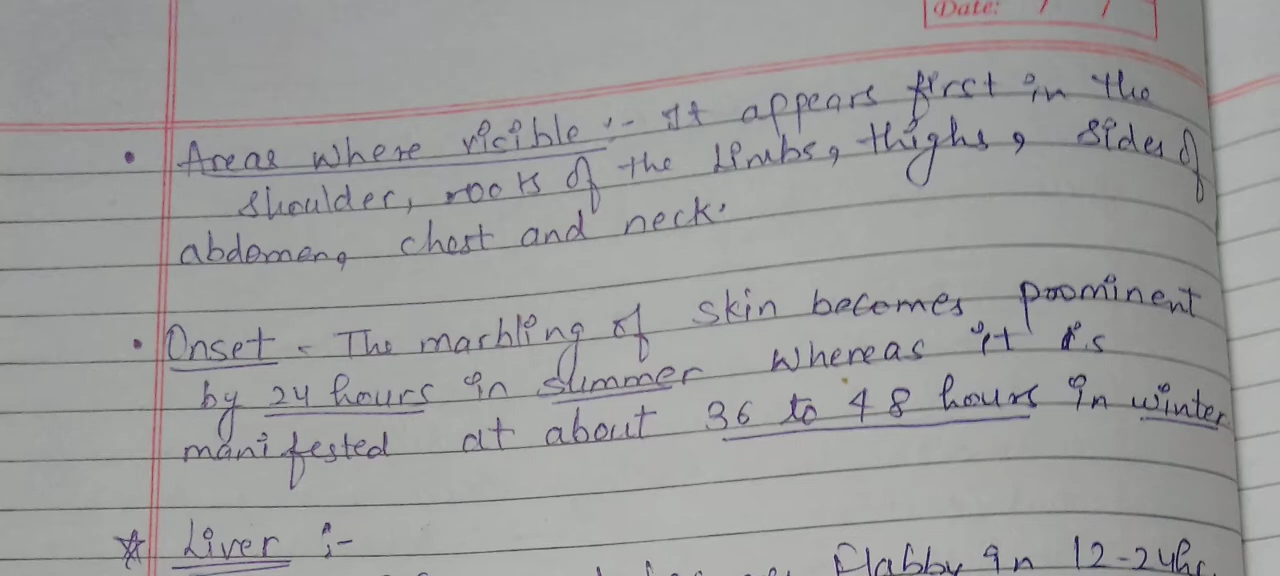 Date: / /
• Areas where visible :- It appears first in the
shoulder, roots of the limbs, thighs, sides of
abdomen, chest and neck.
• Onset - The marbling of skin becomes prominent
by 24 hours in summer whereas it is
manifested at about 36 to 48 hours in winter
☆ Liver :-
Flabby in 12-24hr.